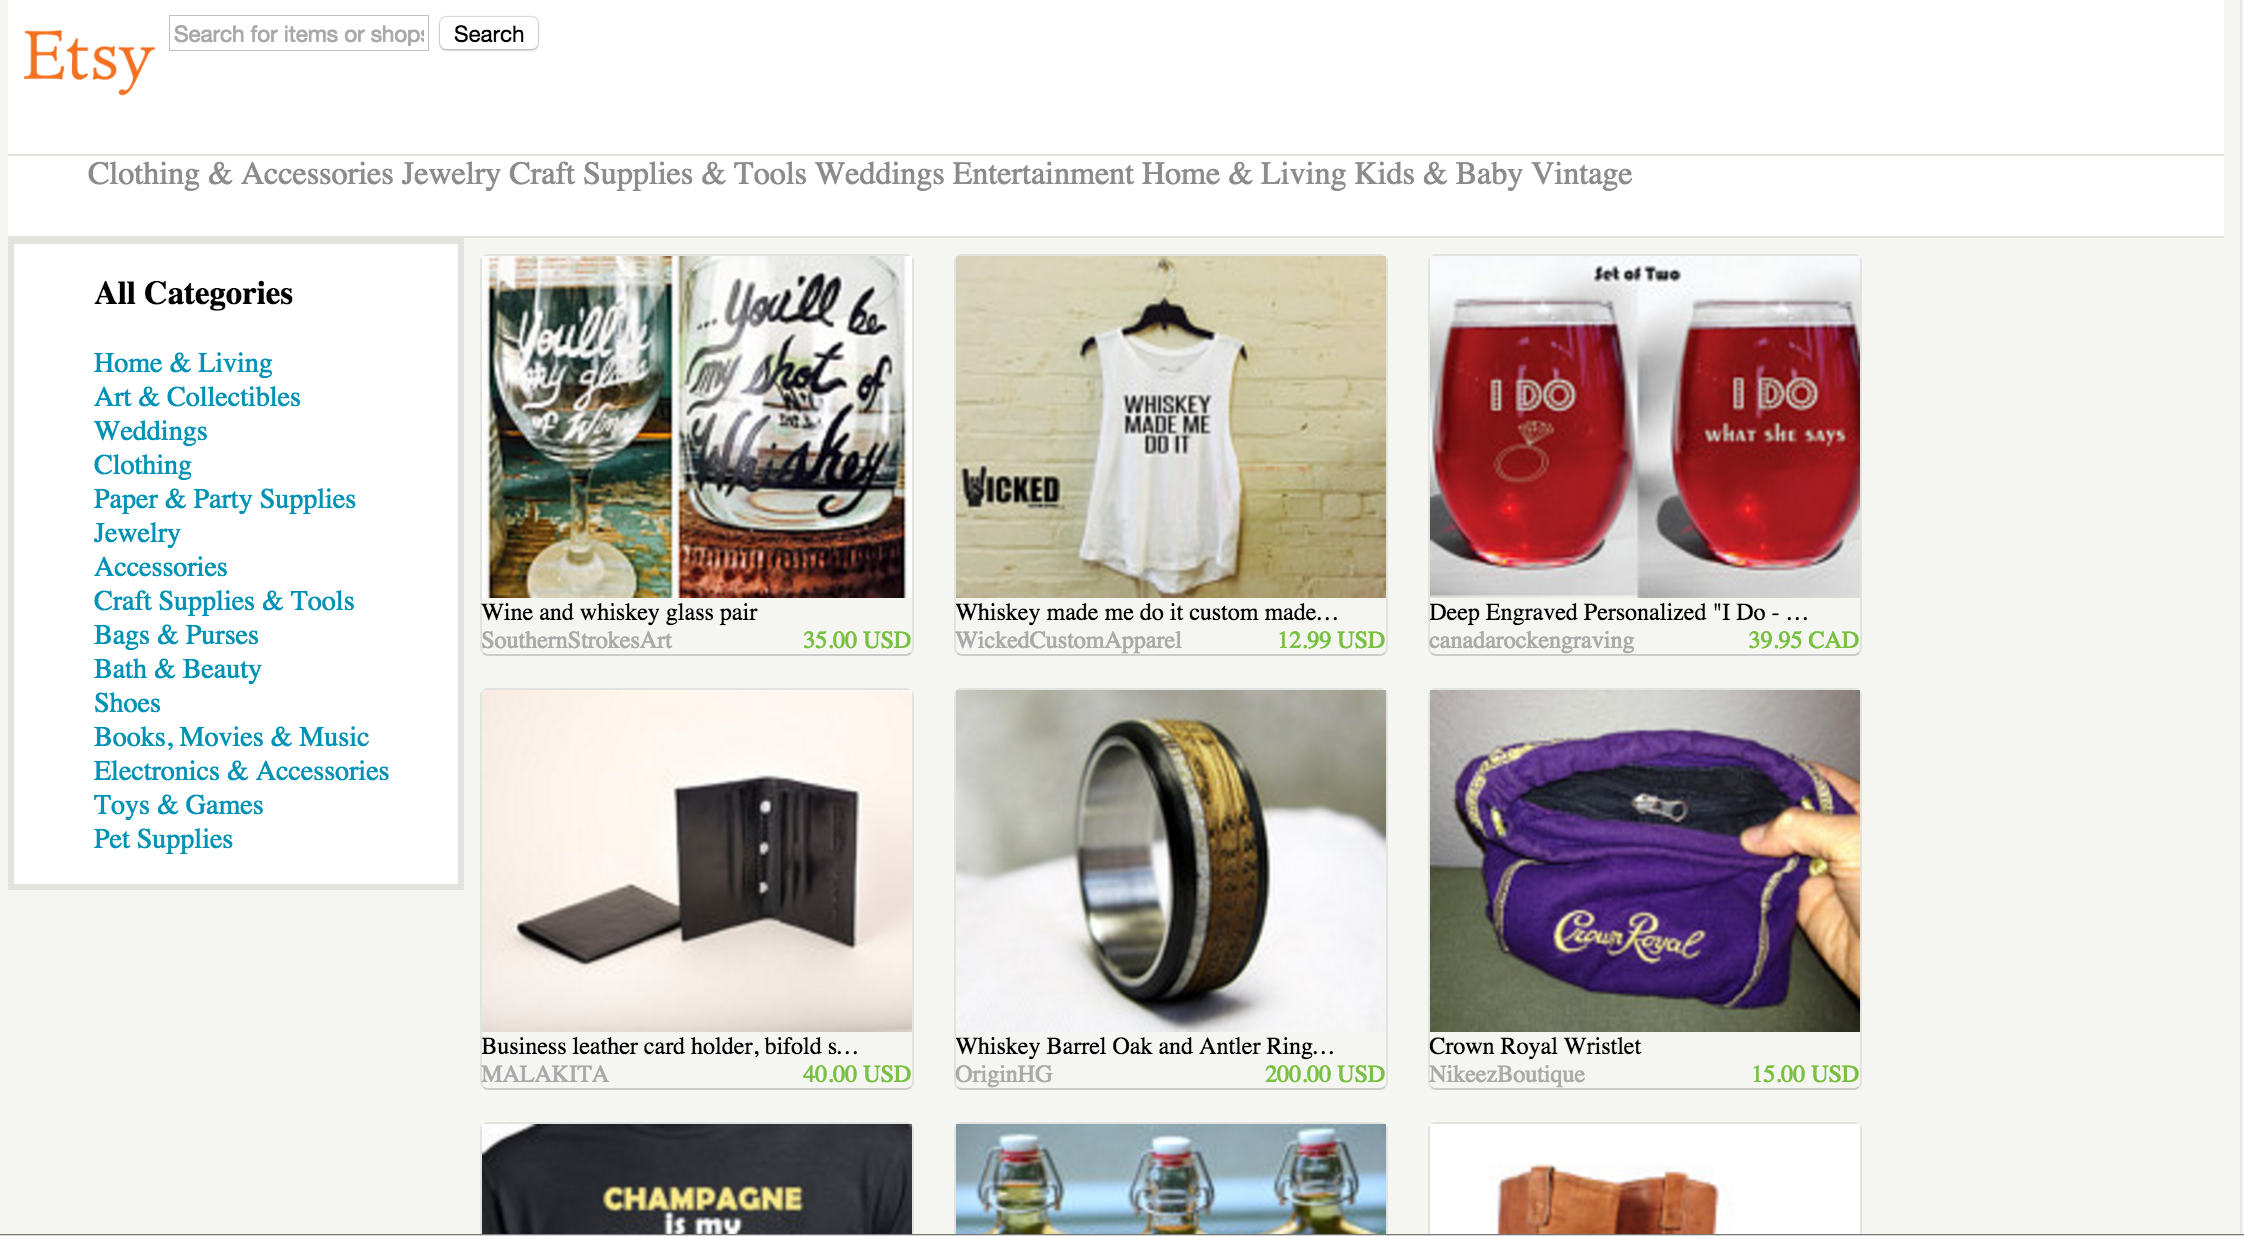 Etsy
Search for items or shops
Search
Clothing & Accessories Jewelry Craft Supplies & Tools Weddings Entertainment Home & Living Kids & Baby Vintage
All Categories
Home & Living
Art & Collectibles
Weddings
Clothing
Paper & Party Supplies
Jewelry
Accessories
Craft Supplies & Tools
Bags & Purses
Bath & Beauty
Shoes
Books, Movies & Music
Electronics & Accessories
Toys & Games
Pet Supplies
You'll be
my glass
of Wine
...You'll be
my shot of
Whiskey
Wine and whiskey glass pair
SouthernStrokesArt 35.00 USD
WHISKEY
MADE ME
DO IT
WICKED
Whiskey made me do it custom made...
WickedCustomApparel 12.99 USD
Set of Two
I DO
I DO
WHAT SHE SAYS
Deep Engraved Personalized "I Do - ...
canadarockengraving 39.95 CAD
Business leather card holder, bifold s...
MALAKITA 40.00 USD
Whiskey Barrel Oak and Antler Ring...
OriginHG 200.00 USD
Crown Royal
Crown Royal Wristlet
NikeezBoutique 15.00 USD
CHAMPAGNE
is my